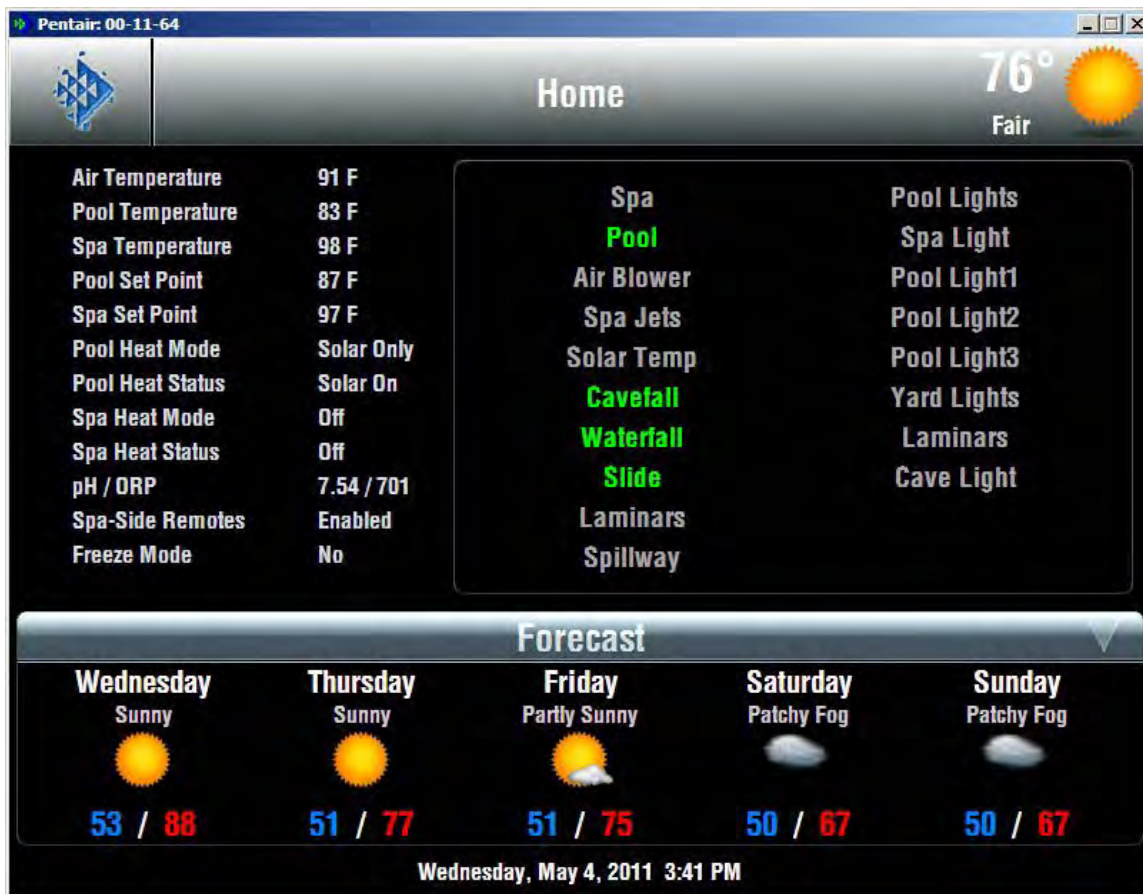 Pentair: 00-11-64
Home
76°
Fair
Air Temperature 91 F
Pool Temperature 83 F
Spa Temperature 98 F
Pool Set Point 87 F
Spa Set Point 97 F
Pool Heat Mode Solar Only
Pool Heat Status Solar On
Spa Heat Mode Off
Spa Heat Status Off
pH / ORP 7.54 / 701
Spa-Side Remotes Enabled
Freeze Mode No
Spa Pool Lights
Pool Spa Light
Air Blower Pool Light1
Spa Jets Pool Light2
Solar Temp Pool Light3
Cavefall Yard Lights
Waterfall Laminars
Slide Cave Light
Laminars
Spillway
Forecast
Wednesday Thursday Friday Saturday Sunday
Sunny Sunny Partly Sunny Patchy Fog Patchy Fog
53 / 88 51 / 77 51 / 75 50 / 67 50 / 67
Wednesday, May 4, 2011 3:41 PM